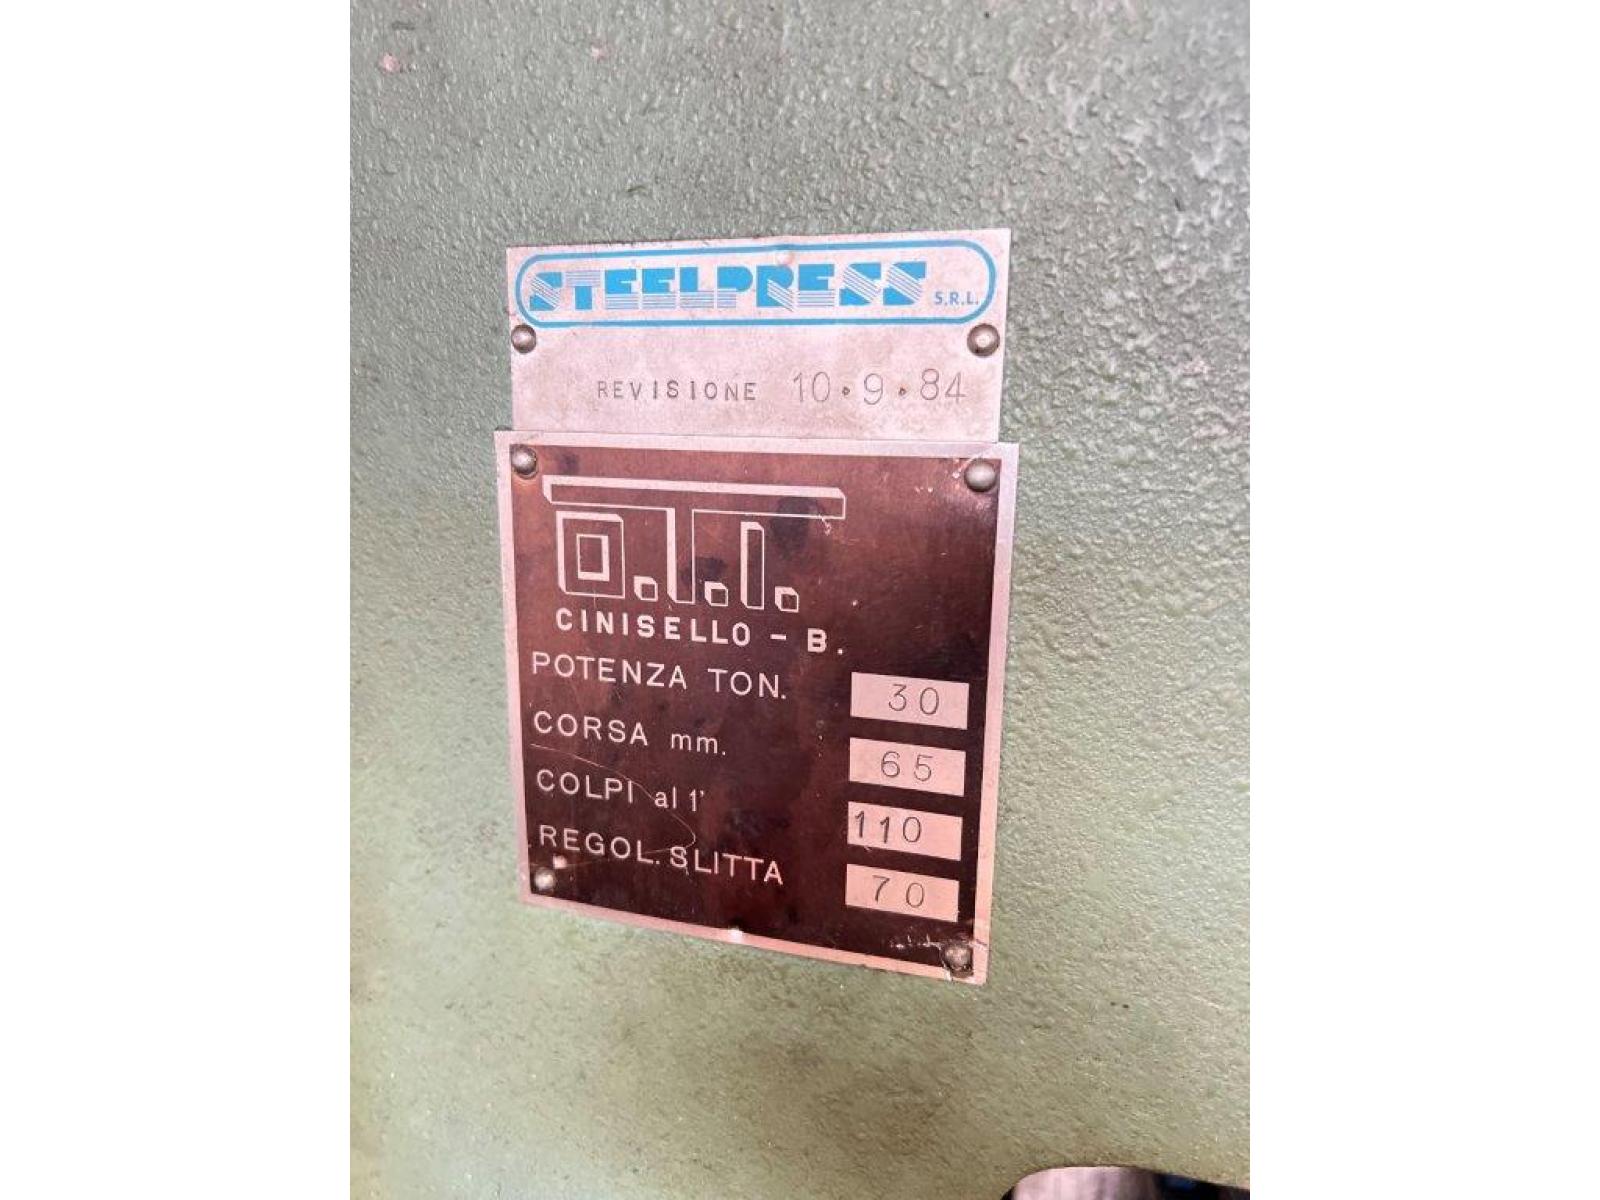 STEELPRESS S.R.L.
REVISIONE 10.9.84
O.T.I.
CINISELLO - B.
POTENZA TON. 30
CORSA mm. 65
COLPI al 1' 110
REGOL. SLITTA 70